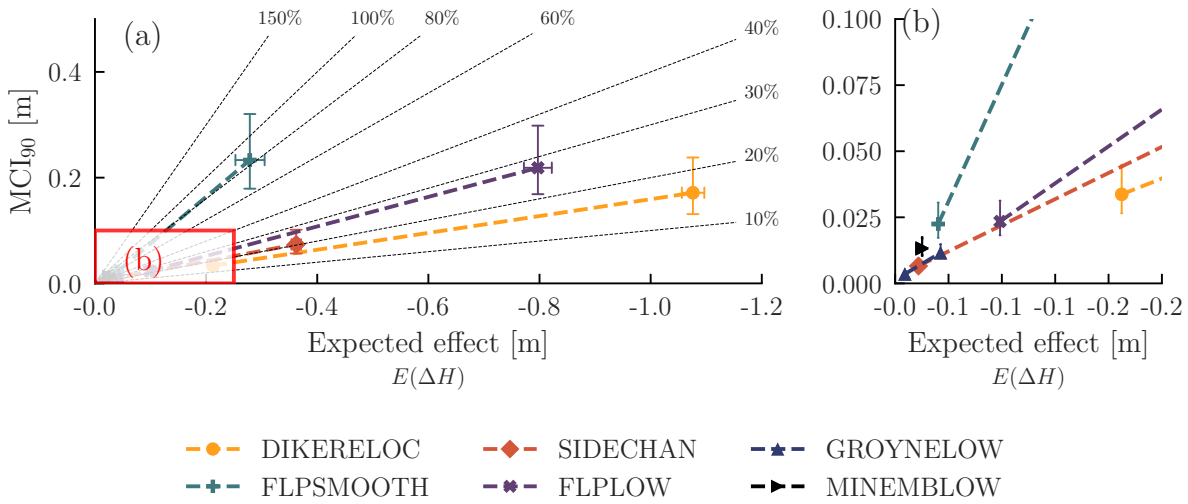 150%
100%
80%
60%
40%
30%
20%
10%
(a)
MCI90 [m]
0.4
0.2
0.0
(b)
-0.0
-0.2
-0.4
-0.6
-0.8
-1.0
-1.2
Expected effect [m]
E(ΔH)
(b)
0.100
0.075
0.050
0.025
0.000
-0.0
-0.1
-0.1
-0.2
-0.2
Expected effect [m]
E(ΔH)
DIKERELOC
SIDECHAN
GROYNELOW
FLPSMOOTH
FLPLOW
MINEMBLOW